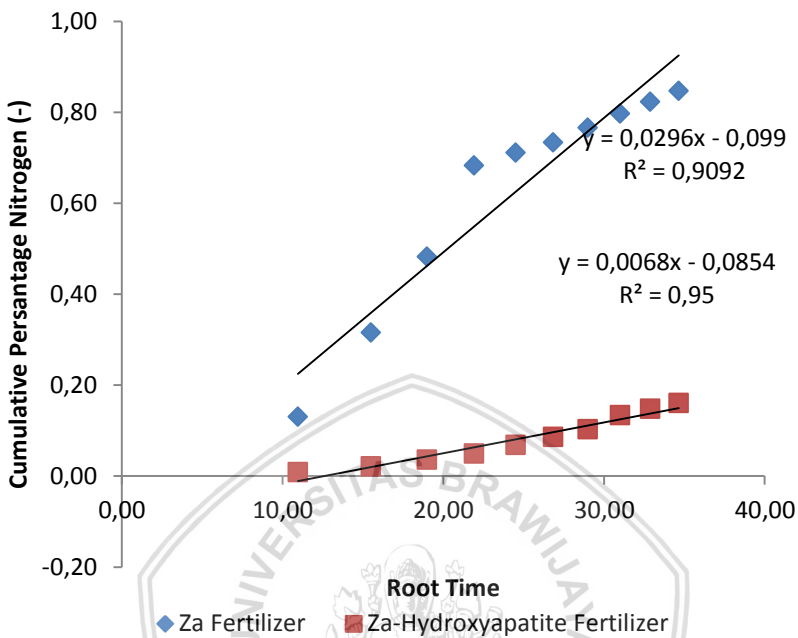 1,00
0,80
0,60
0,40
0,20
0,00
-0,20
Cumulative Persantage Nitrogen (-)
y = 0,0296x - 0,099
R² = 0,9092
y = 0,0068x - 0,0854
R² = 0,95
0,00 10,00 20,00 30,00 40,00
Root Time
Za Fertilizer Za-Hydroxyapatite Fertilizer
UNIVERSITAS BRAWIJAYA